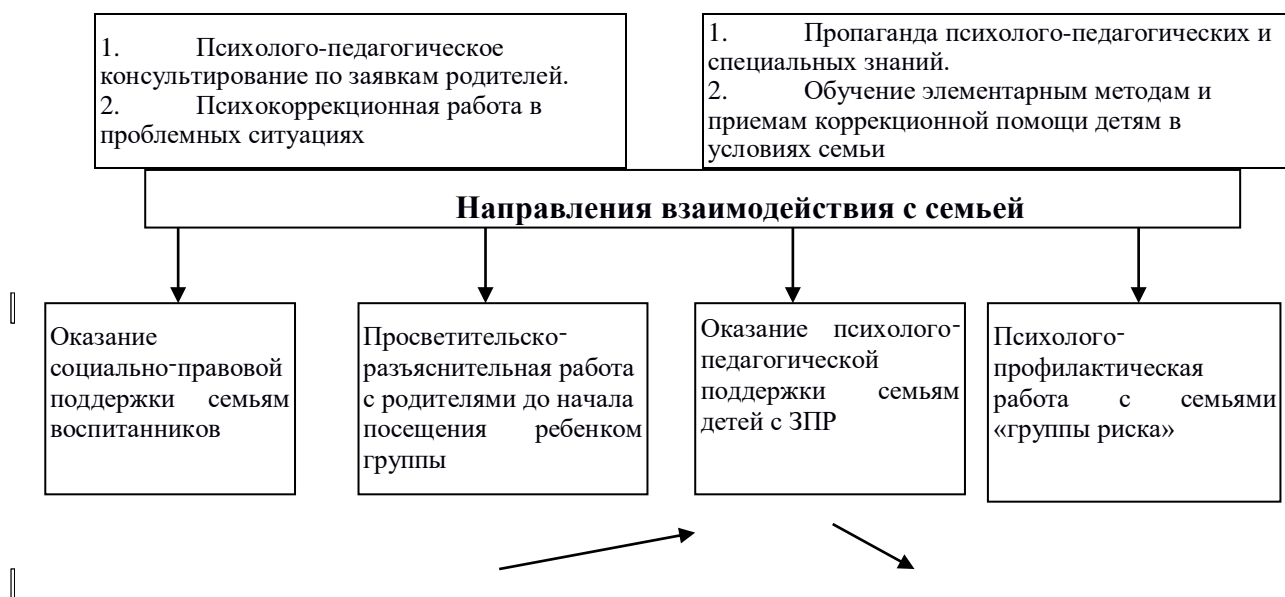 1. Психолого-педагогическое
консультирование по заявкам родителей.
2. Психокоррекционная работа в
проблемных ситуациях
1. Пропаганда психолого-педагогических и
специальных знаний.
2. Обучение элементарным методам и
приемам коррекционной помощи детям в
условиях семьи
Направления взаимодействия с семьей
Оказание
социально-правовой
поддержки семьям
воспитанников
Просветительско-
разъяснительная работа
с родителями до начала
посещения ребенком
группы
Оказание психолого-
педагогической
поддержки семьям
детей с ЗПР
Психолого-
профилактическая
работа с семьями
«группы риска»